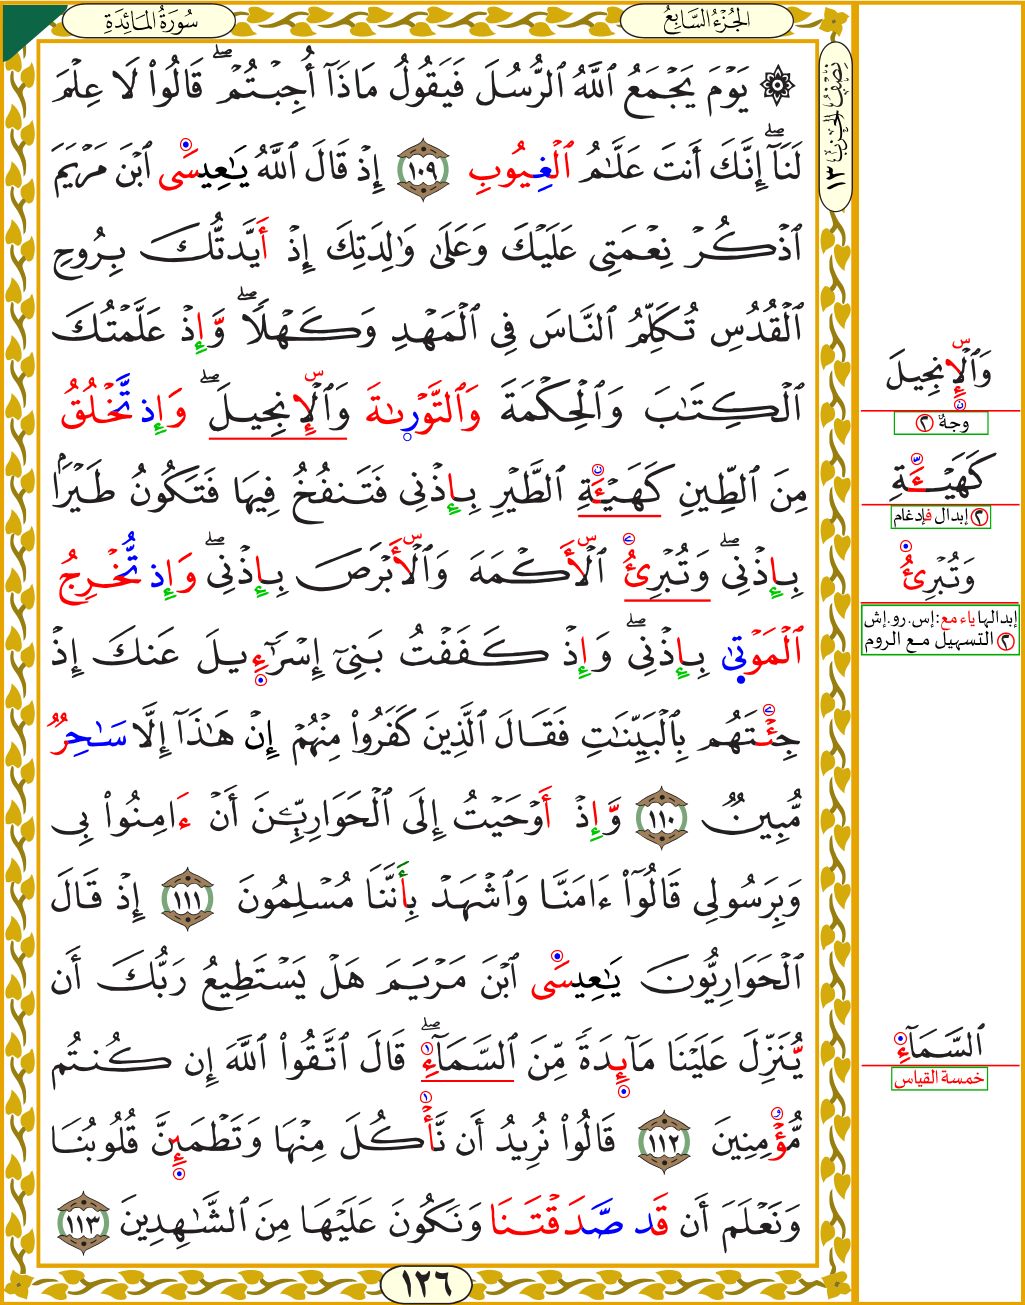 سُورَةُ المَائِدَةِ
الجُزْءُ السَّابِعُ
نِصْفُ الحِزْبِ ١٣
۞ يَوْمَ يَجْمَعُ ٱللَّهُ ٱلرُّسُلَ فَيَقُولُ مَاذَآ أُجِبْتُمْۖ قَالُوا۟ لَا عِلْمَ
لَنَآۖ إِنَّكَ أَنتَ عَلَّـٰمُ ٱلْغِيُوبِ ١٠٩ إِذْ قَالَ ٱللَّهُ يَـٰعِيسَى ٱبْنَ مَرْيَمَ
ٱذْكُرْ نِعْمَتِى عَلَيْكَ وَعَلَىٰ وَٰلِدَتِكَ إِذْ أَيَّدتُّكَ بِرُوحِ
ٱلْقُدُسِ تُكَلِّمُ ٱلنَّاسَ فِى ٱلْمَهْدِ وَكَهْلًاۖ وَّإِذْ عَلَّمْتُكَ
ٱلْكِتَـٰبَ وَٱلْحِكْمَةَ وَٱلتَّوْرِىٰةَ وَٱلْإِنجِيلَۖ وَإِذ تَّخْلُقُ
مِنَ ٱلطِّينِ كَهَيْـَٔةِ ٱلطَّيْرِ بِإِذْنِى فَتَنفُخُ فِيهَا فَتَكُونُ طَيْرًۢا
بِإِذْنِىۖ وَتُبْرِئُ ٱلْأَكْمَهَ وَٱلْأَبْرَصَ بِإِذْنِىۖ وَإِذ تُّخْرِجُ
ٱلْمَوْتِىٰ بِإِذْنِىۖ وَإِذْ كَفَفْتُ بَنِىٓ إِسْرَٰٓءِيلَ عَنكَ إِذْ
جِئْتَهُم بِٱلْبَيِّنَـٰتِ فَقَالَ ٱلَّذِينَ كَفَرُوا۟ مِنْهُمْ إِنْ هَـٰذَآ إِلَّا سَـٰحِرٌ
مُّبِينٌ ١١٠ وَّإِذْ أَوْحَيْتُ إِلَى ٱلْحَوَارِيِّـۧنَ أَنْ ءَامِنُوا۟ بِى
وَبِرَسُولِى قَالُوٓا۟ ءَامَنَّا وَٱشْهَدْ بِأَنَّنَا مُسْلِمُونَ ١١١ إِذْ قَالَ
ٱلْحَوَارِيُّونَ يَـٰعِيسَى ٱبْنَ مَرْيَمَ هَلْ يَسْتَطِيعُ رَبُّكَ أَن
يُّنَزِّلَ عَلَيْنَا مَآئِدَةً مِّنَ ٱلسَّمَآءِۖ قَالَ ٱتَّقُوا۟ ٱللَّهَ إِن كُنتُم
مُّؤْمِنِينَ ١١٢ قَالُوا۟ نُرِيدُ أَن نَّأْكُلَ مِنْهَا وَتَطْمَئِنَّ قُلُوبُنَا
وَنَعْلَمَ أَن قَد صَّدَقْتَنَا وَنَكُونَ عَلَيْهَا مِنَ ٱلشَّـٰهِدِينَ ١١٣
١٢٦
وَٱلْإِنجِيلَ
وجهٌ ٢
كَهَيْـَٔةِ
٢ إبدال فإدغام
وَتُبْرِئُ
إبدالها ياء مع: إس. رو. إش
٢ التسهيل مع الروم
ٱلسَّمَآءِ
خمسة القياس